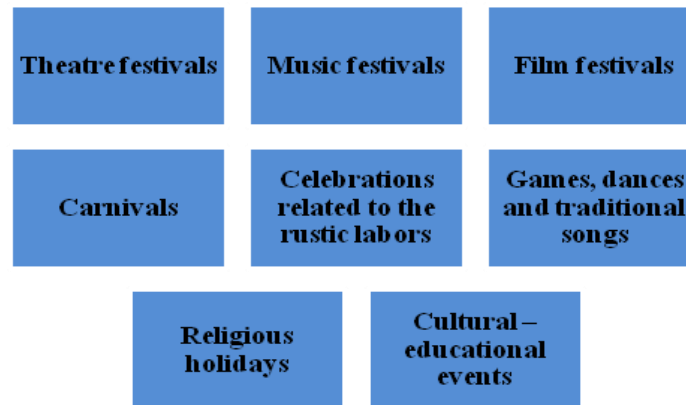 Theatre festivals
Music festivals
Film festivals
Carnivals
Celebrations
related to the
rustic labors
Games, dances
and traditional
songs
Religious
holidays
Cultural –
educational
events